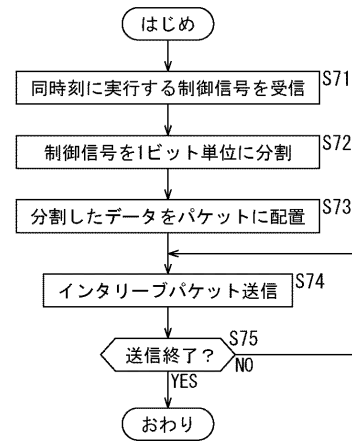 はじめ
同時刻に実行する制御信号を受信
S71
制御信号を1ビット単位に分割
S72
分割したデータをパケットに配置
S73
インタリーブパケット送信
S74
送信終了?
S75
NO
YES
おわり